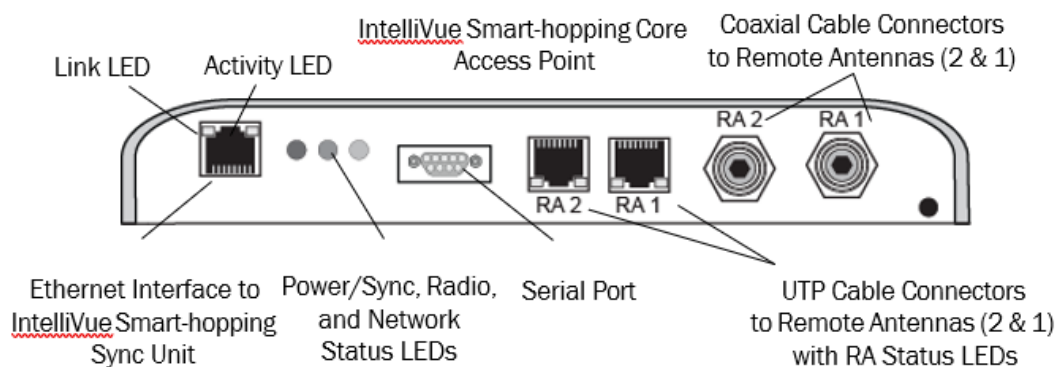 IntelliVue Smart-hopping Core
Access Point
Coaxial Cable Connectors
to Remote Antennas (2 & 1)
Link LED
Activity LED
RA 2
RA 1
RA 2
RA 1
Ethernet Interface to
IntelliVue Smart-hopping
Sync Unit
Power/Sync, Radio,
and Network
Status LEDs
Serial Port
UTP Cable Connectors
to Remote Antennas (2 & 1)
with RA Status LEDs